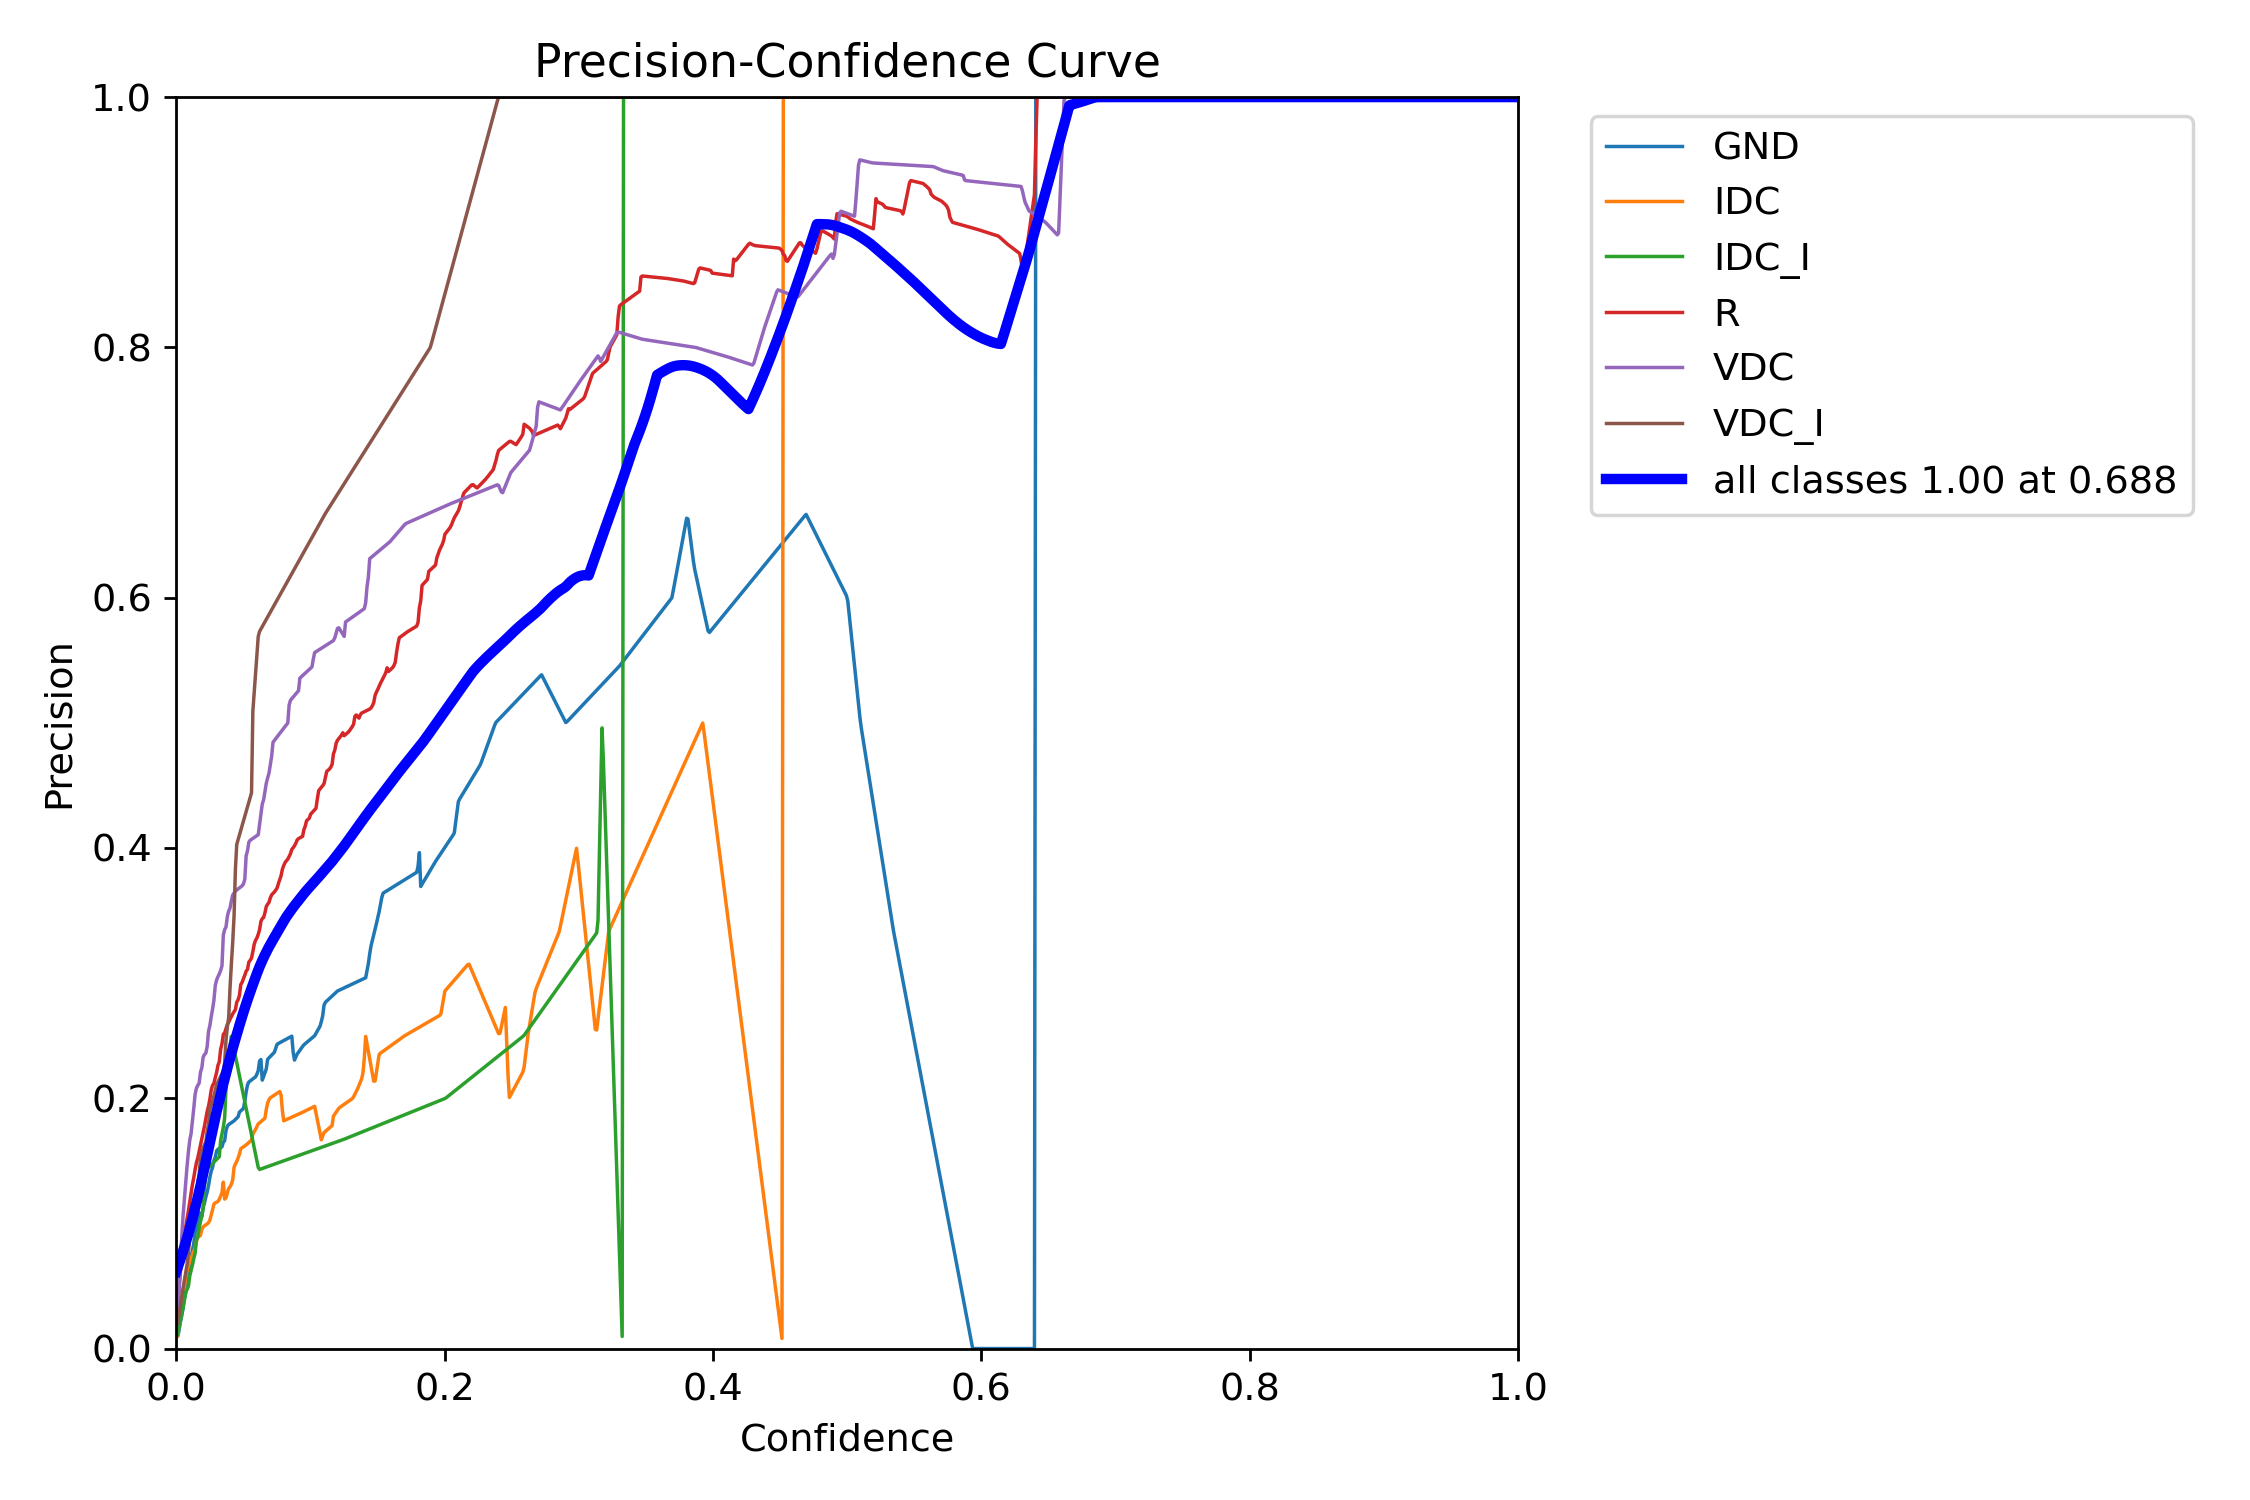 Precision-Confidence Curve
1.0
0.8
0.6
0.4
0.2
0.0
Precision
0.0 0.2 0.4 0.6 0.8 1.0
Confidence
GND
IDC
IDC_I
R
VDC
VDC_I
all classes 1.00 at 0.688